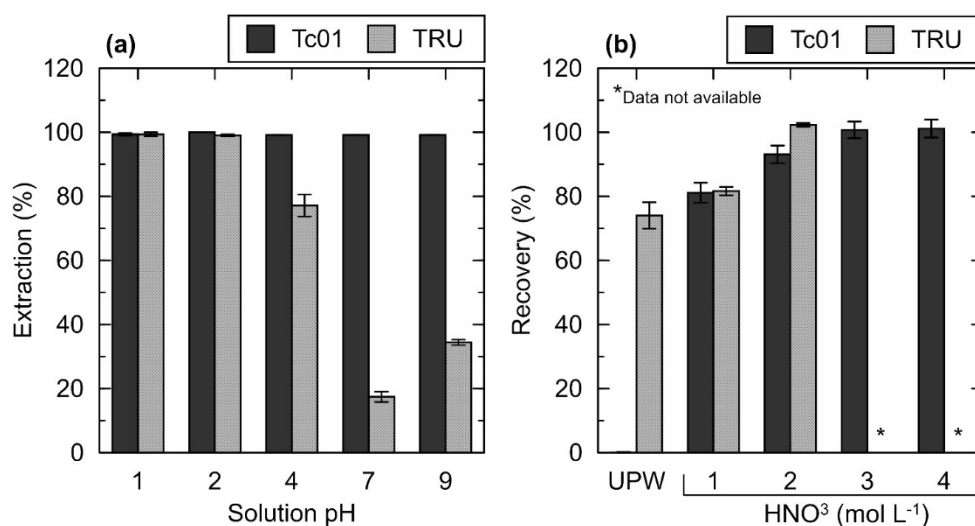 (a)
Tc01 TRU
120
100
80
60
40
20
0
Extraction (%)
1 2 4 7 9
Solution pH
(b)
Tc01 TRU
*Data not available
120
100
80
60
40
20
0
Recovery (%)
* *
UPW 1 2 3 4
HNO³ (mol L⁻¹)